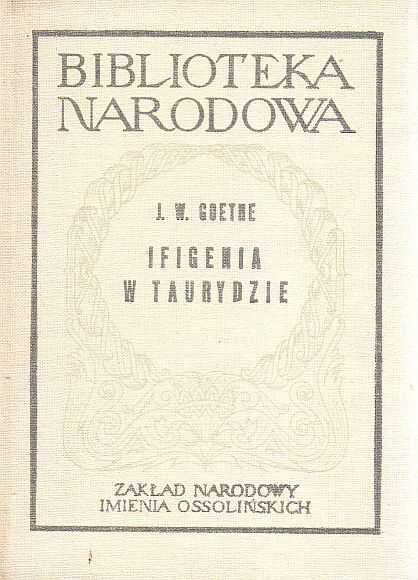 BIBLIOTEKA
NARODOWA
J. W. GOETHE
IFIGENIA
W TAURYDZIE
ZAKŁAD NARODOWY
IMIENIA OSSOLIŃSKICH